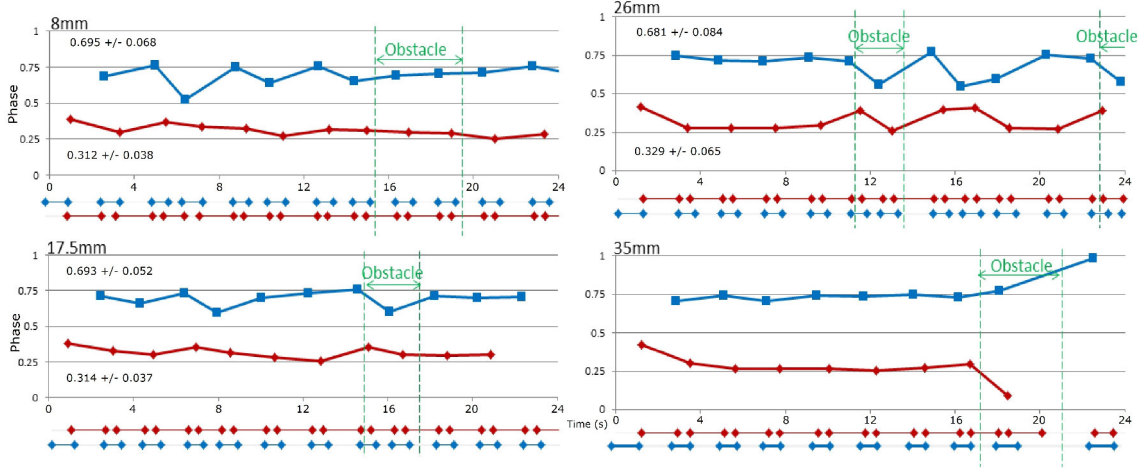 8mm
1
0.695 +/- 0.068
Obstacle
0.75
Phase
0.5
0.25
0.312 +/- 0.038
0
0 4 8 12 16 20 24
26mm
1
0.681 +/- 0.084
Obstacle
Obstacle
0.75
0.5
0.25
0.329 +/- 0.065
0
0 4 8 12 16 20 24
17.5mm
1
0.693 +/- 0.052
Obstacle
0.75
Phase
0.5
0.25
0.314 +/- 0.037
0
0 4 8 12 16 20 24
35mm
1
Obstacle
0.75
0.5
0.25
0
Time (s) 0 4 8 12 16 20 24